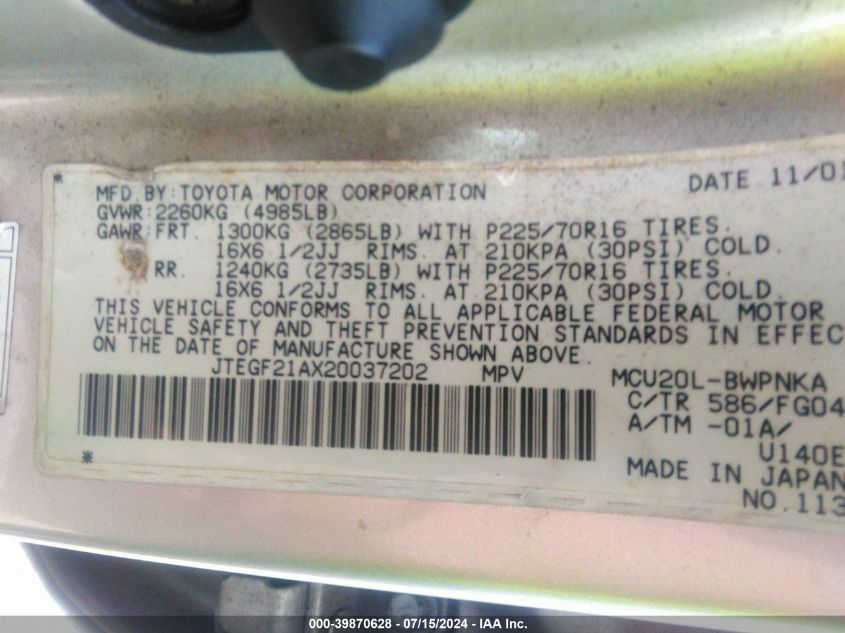 * MFD.BY:TOYOTA MOTOR CORPORATION DATE 11/01
GVWR:2260KG (4985LB)
GAWR:FRT. 1300KG (2865LB) WITH P225/70R16 TIRES.
16X6 1/2JJ RIMS. AT 210KPA (30PSI) COLD.
RR. 1240KG (2735LB) WITH P225/70R16 TIRES.
16X6 1/2JJ RIMS. AT 210KPA (30PSI) COLD.
THIS VEHICLE CONFORMS TO ALL APPLICABLE FEDERAL MOTOR
VEHICLE SAFETY AND THEFT PREVENTION STANDARDS IN EFFEC
ON THE DATE OF MANUFACTURE SHOWN ABOVE.
JTEGF21AX20037202 MPV MCU20L-BWPNKA
C/TR 586/FG04
A/TM -01A/
U140E
* MADE IN JAPAN
NO.113
000-39870628 - 07/15/2024 - IAA Inc.